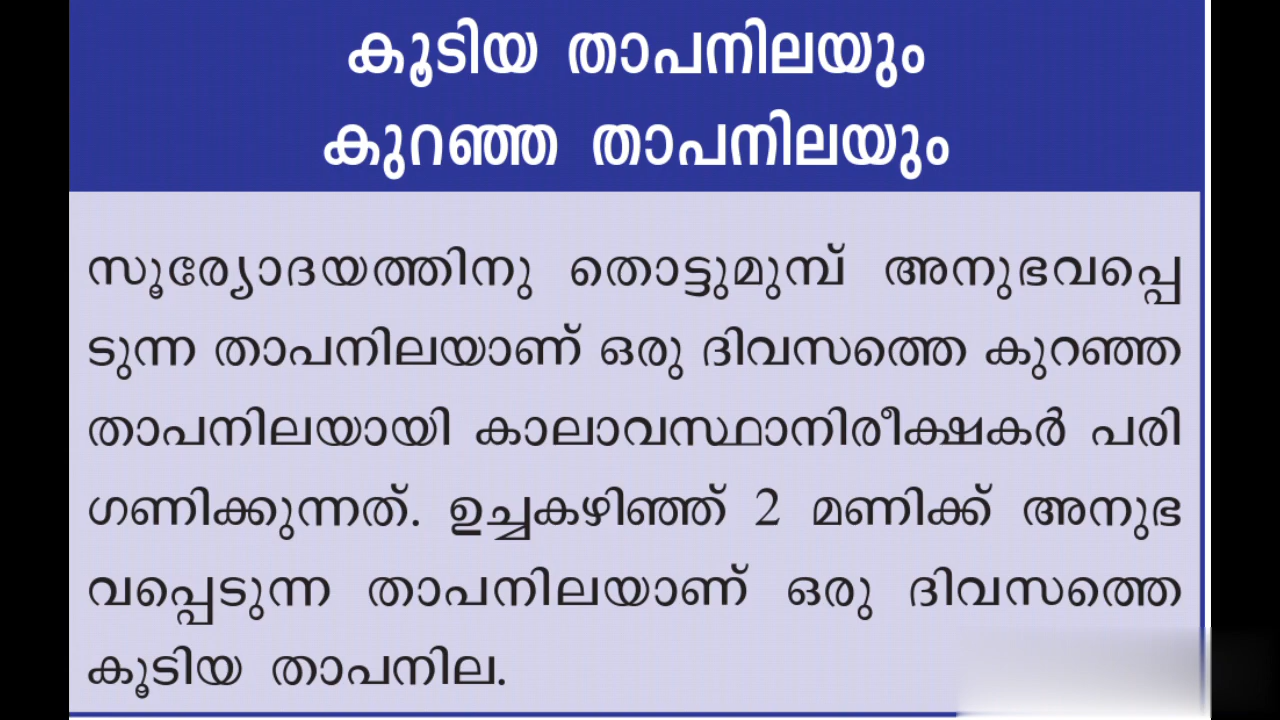 കൂടിയ താപനിലയും
കുറഞ്ഞ താപനിലയും
സൂര്യോദയത്തിനു തൊട്ടുമുമ്പ് അനുഭവപ്പെ
ടുന്ന താപനിലയാണ് ഒരു ദിവസത്തെ കുറഞ്ഞ
താപനിലയായി കാലാവസ്ഥാനിരീക്ഷകർ പരി
ഗണിക്കുന്നത്. ഉച്ചകഴിഞ്ഞ് 2 മണിക്ക് അനുഭ
വപ്പെടുന്ന താപനിലയാണ് ഒരു ദിവസത്തെ
കൂടിയ താപനില.